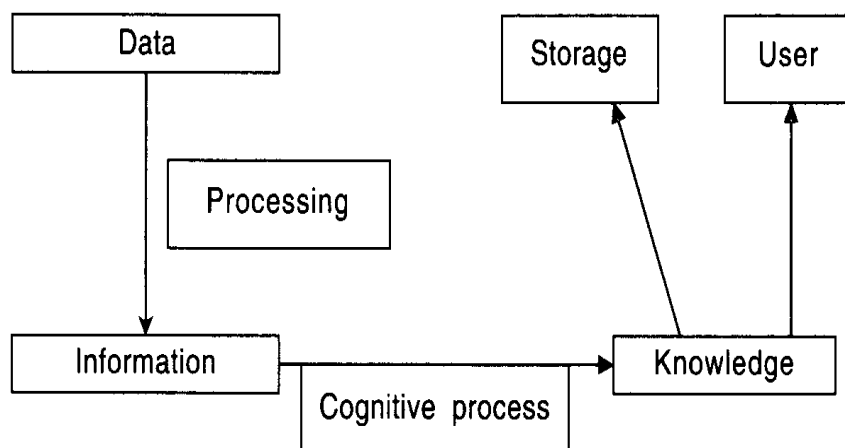 Data
Storage
User
Processing
Information
Knowledge
Cognitive process